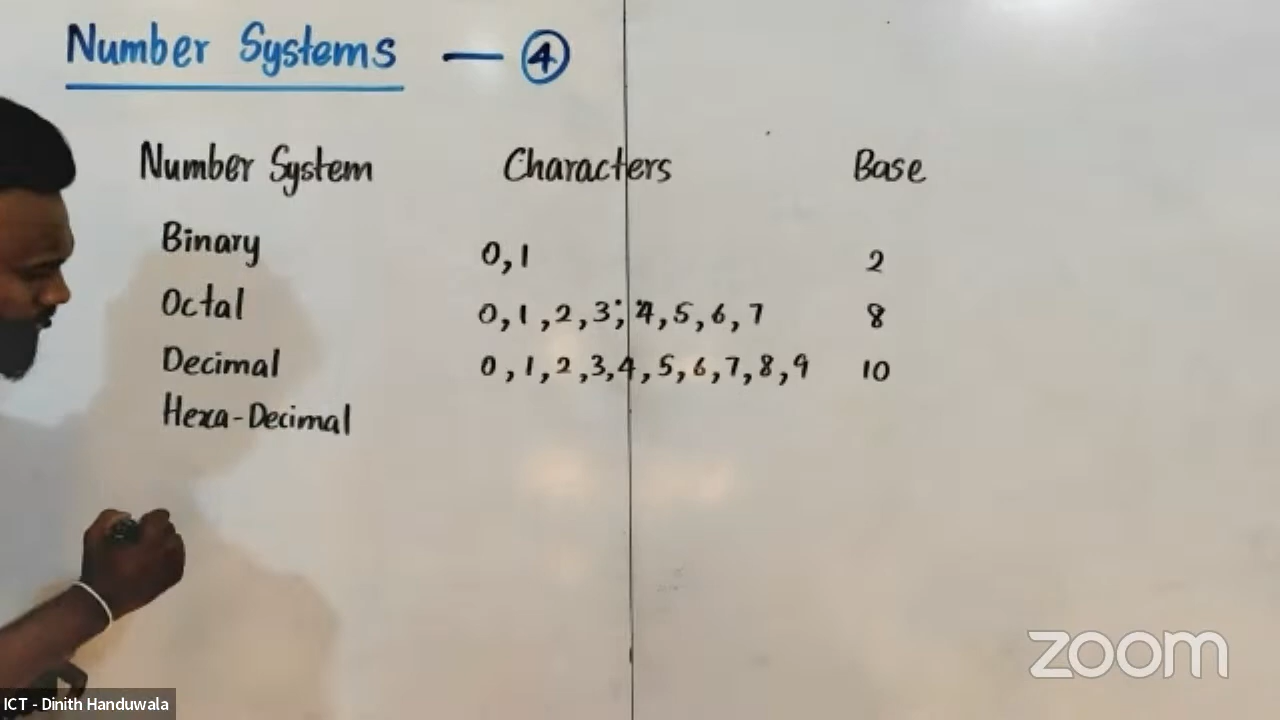 Number Systems — ④
Number System Characters Base
Binary 0,1 2
Octal 0,1,2,3,4,5,6,7 8
Decimal 0,1,2,3,4,5,6,7,8,9 10
Hexa-Decimal
zoom
ICT - Dinith Handuwala